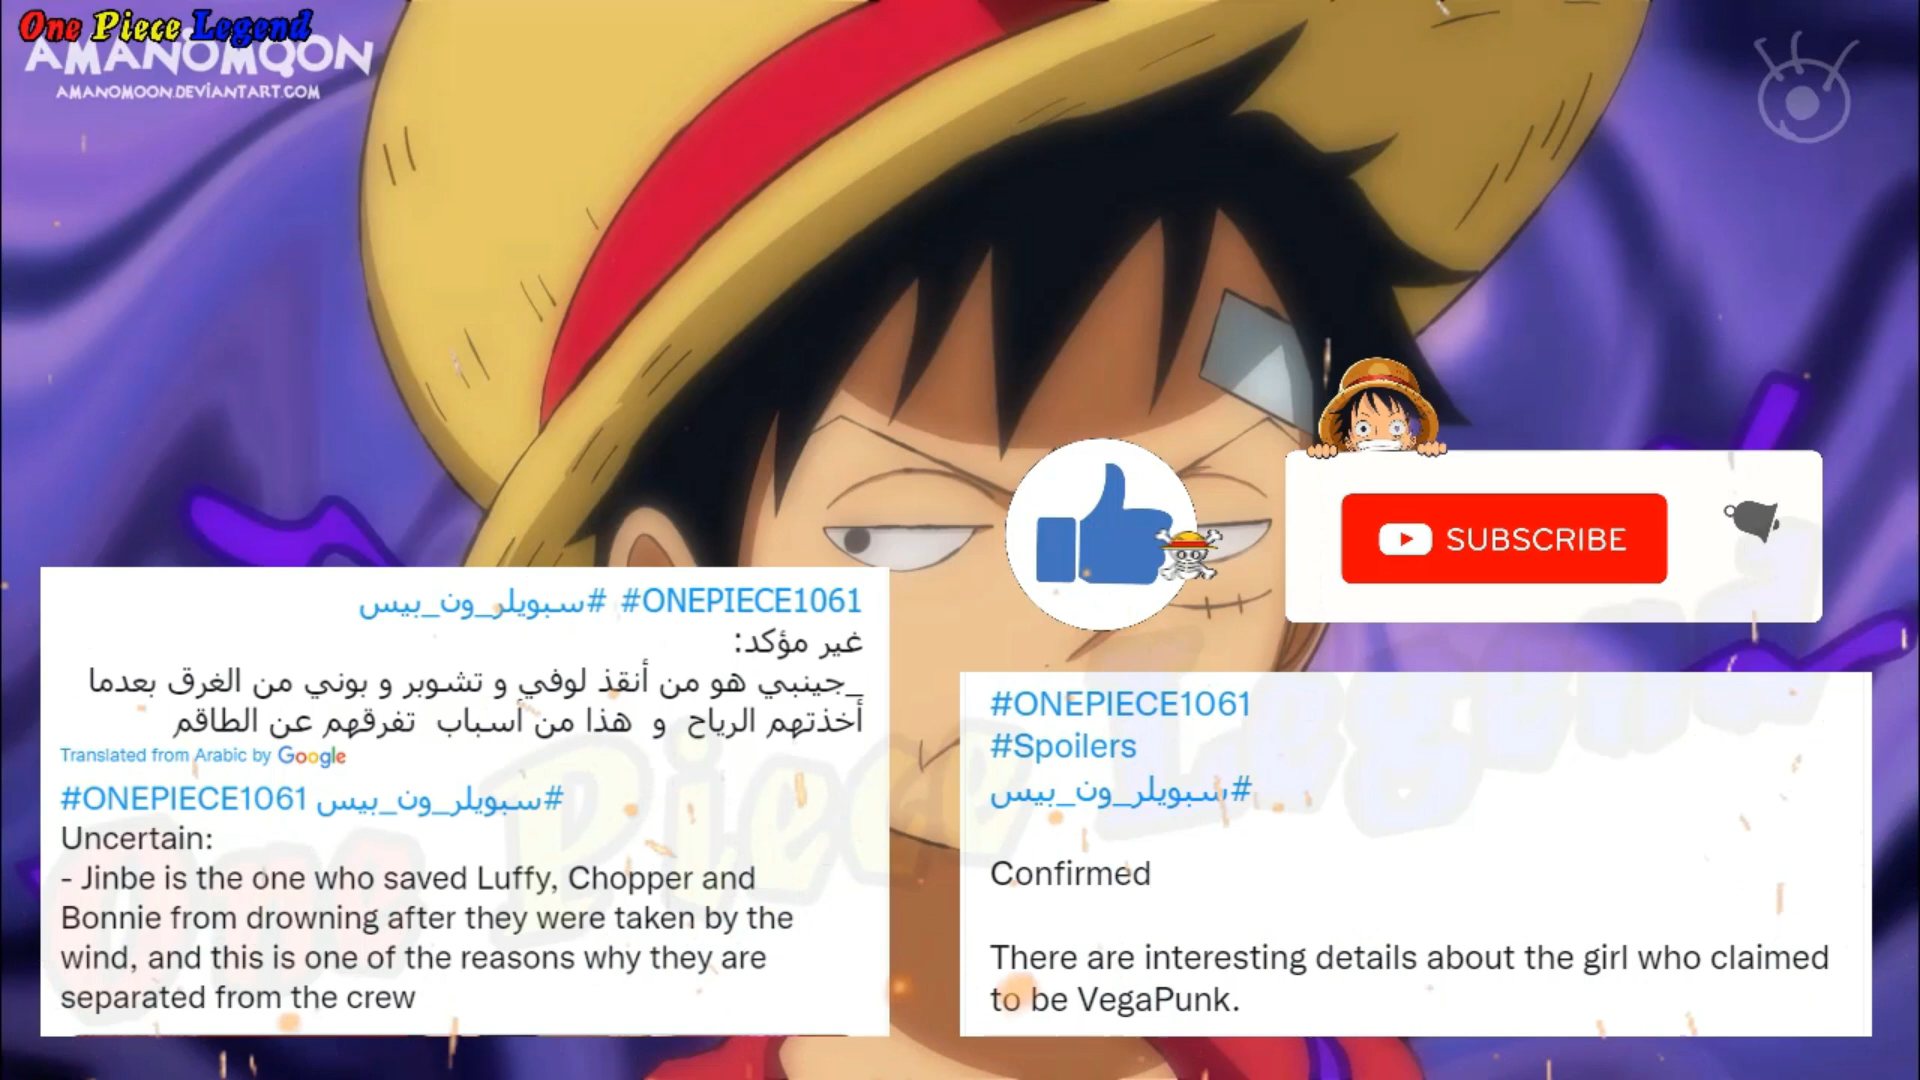 One Piece Legend
AMANOMOON
AMANOMOON.DEVIANTART.COM
SUBSCRIBE
#ONEPIECE1061 #سبويلر_ون_بيس
غير مؤكد:
_جينبي هو من أنقذ لوفي و تشوبر و بوني من الغرق بعدما
أخذتهم الرياح و هذا من أسباب تفرقهم عن الطاقم
Translated from Arabic by Google
#ONEPIECE1061 #سبويلر_ون_بيس
Uncertain:
- Jinbe is the one who saved Luffy, Chopper and
Bonnie from drowning after they were taken by the
wind, and this is one of the reasons why they are
separated from the crew
#ONEPIECE1061
#Spoilers
#سبويلر_ون_بيس
Confirmed
There are interesting details about the girl who claimed
to be VegaPunk.
One Piece Legend